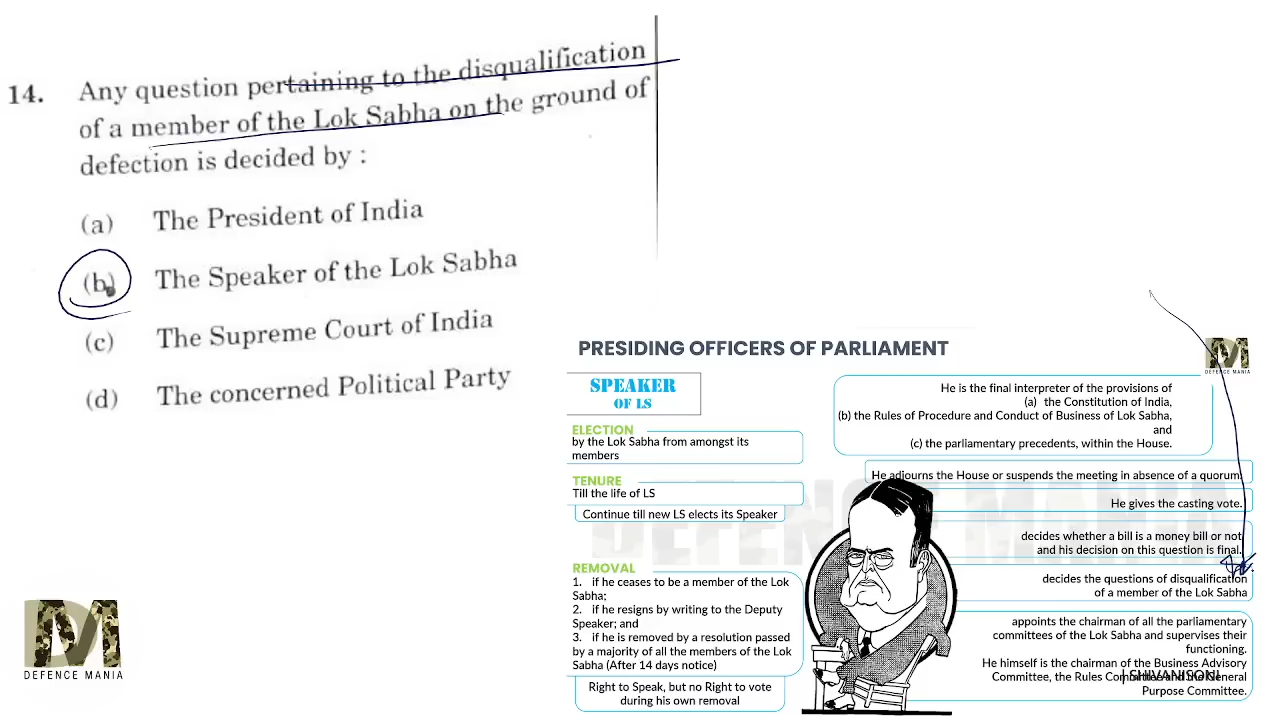 14. Any question pertaining to the disqualification
of a member of the Lok Sabha on the ground of
defection is decided by :
(a) The President of India
(b) The Speaker of the Lok Sabha
(c) The Supreme Court of India
(d) The concerned Political Party
PRESIDING OFFICERS OF PARLIAMENT
DEFENCE MANIA
SPEAKER
OF LS
ELECTION
by the Lok Sabha from amongst its
members
TENURE
Till the life of LS
Continue till new LS elects its Speaker
REMOVAL
1. if he ceases to be a member of the Lok
Sabha;
2. if he resigns by writing to the Deputy
Speaker; and
3. if he is removed by a resolution passed
by a majority of all the members of the Lok
Sabha (After 14 days notice)
Right to Speak, but no Right to vote
during his own removal
He is the final interpreter of the provisions of
(a) the Constitution of India,
(b) the Rules of Procedure and Conduct of Business of Lok Sabha,
and
(c) the parliamentary precedents, within the House.
He adjourns the House or suspends the meeting in absence of a quorum.
He gives the casting vote.
decides whether a bill is a money bill or not
and his decision on this question is final.
decides the questions of disqualification
of a member of the Lok Sabha
appoints the chairman of all the parliamentary
committees of the Lok Sabha and supervises their
functioning.
He himself is the chairman of the Business Advisory
Committee, the Rules Committee and the General
Purpose Committee.
SHIVANI SONI
DEFENCE MANIA
DM
DEFENCE MANIA